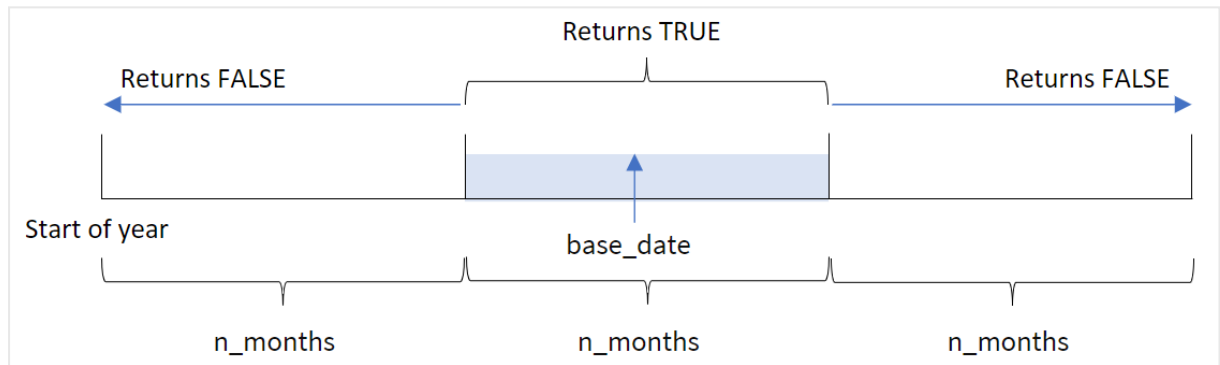 Returns TRUE
Returns FALSE
Returns FALSE
Start of year
base_date
n_months
n_months
n_months